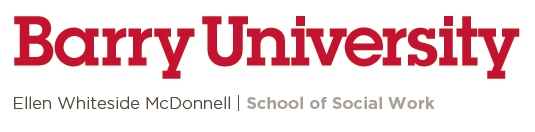 Barry University
Ellen Whiteside McDonnell | School of Social Work